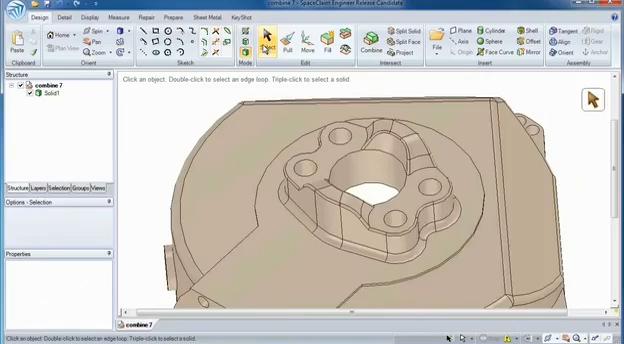 combine 7 - SpaceClaim Engineer Release Candidate
Design Display Measure Repair Prepare Sheet Metal KeyShot
Paste
Home
Plan View
Spin
Pan
Zoom
Select
Pull
Move
Fill
Combine
Split Solid
Split Face
Project
File
Plane
Axis
Origin
Cylinder
Equation
Face Curve
Shell
Offset
Mirror
Tangent
Align
Orient
Rigid
Gear
Anchor
Clipboard Orient Sketch Mode Edit Intersect Insert Assembly
Structure
combine 7
Solid1
Structure Layers Selection Groups Views
Options - Selection
Properties
Click an object. Double-click to select an edge loop. Triple-click to select a solid.
combine 7
Click an object. Double-click to select an edge loop. Triple-click to select a solid.